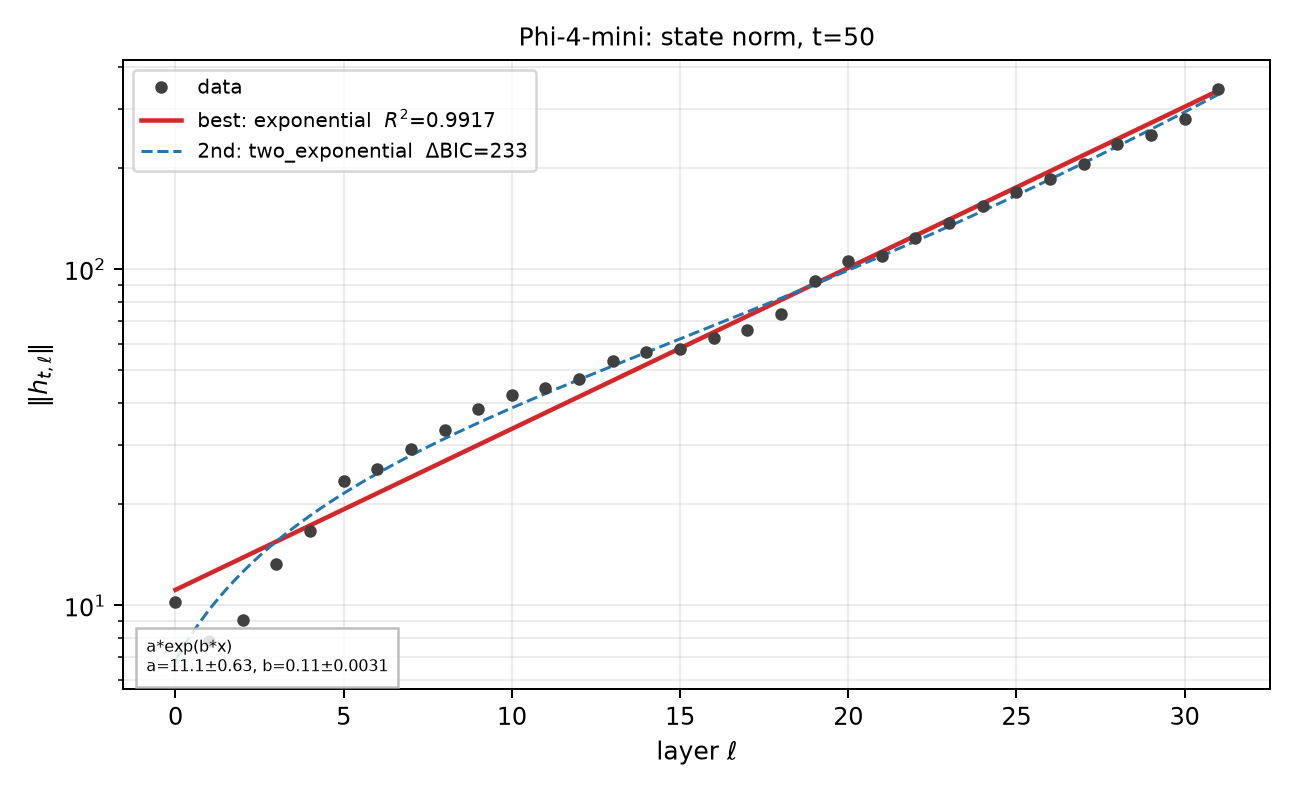 Phi-4-mini: state norm, t=50
data
best: exponential R²=0.9917
2nd: two_exponential ΔBIC=233
‖h_{t,ℓ}‖
10²
10¹
a*exp(b*x)
a=11.1±0.63, b=0.11±0.0031
0 5 10 15 20 25 30
layer ℓ